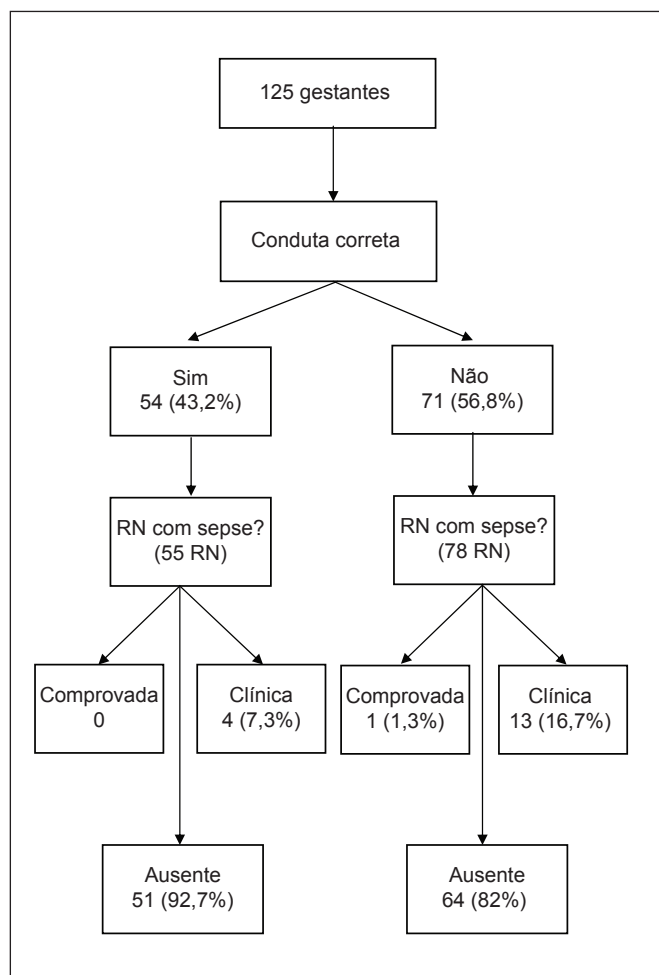 125 gestantes
Conduta correta
Sim
54 (43,2%)
Não
71 (56,8%)
RN com sepse?
(55 RN)
RN com sepse?
(78 RN)
Comprovada
0
Clínica
4 (7,3%)
Comprovada
1 (1,3%)
Clínica
13 (16,7%)
Ausente
51 (92,7%)
Ausente
64 (82%)